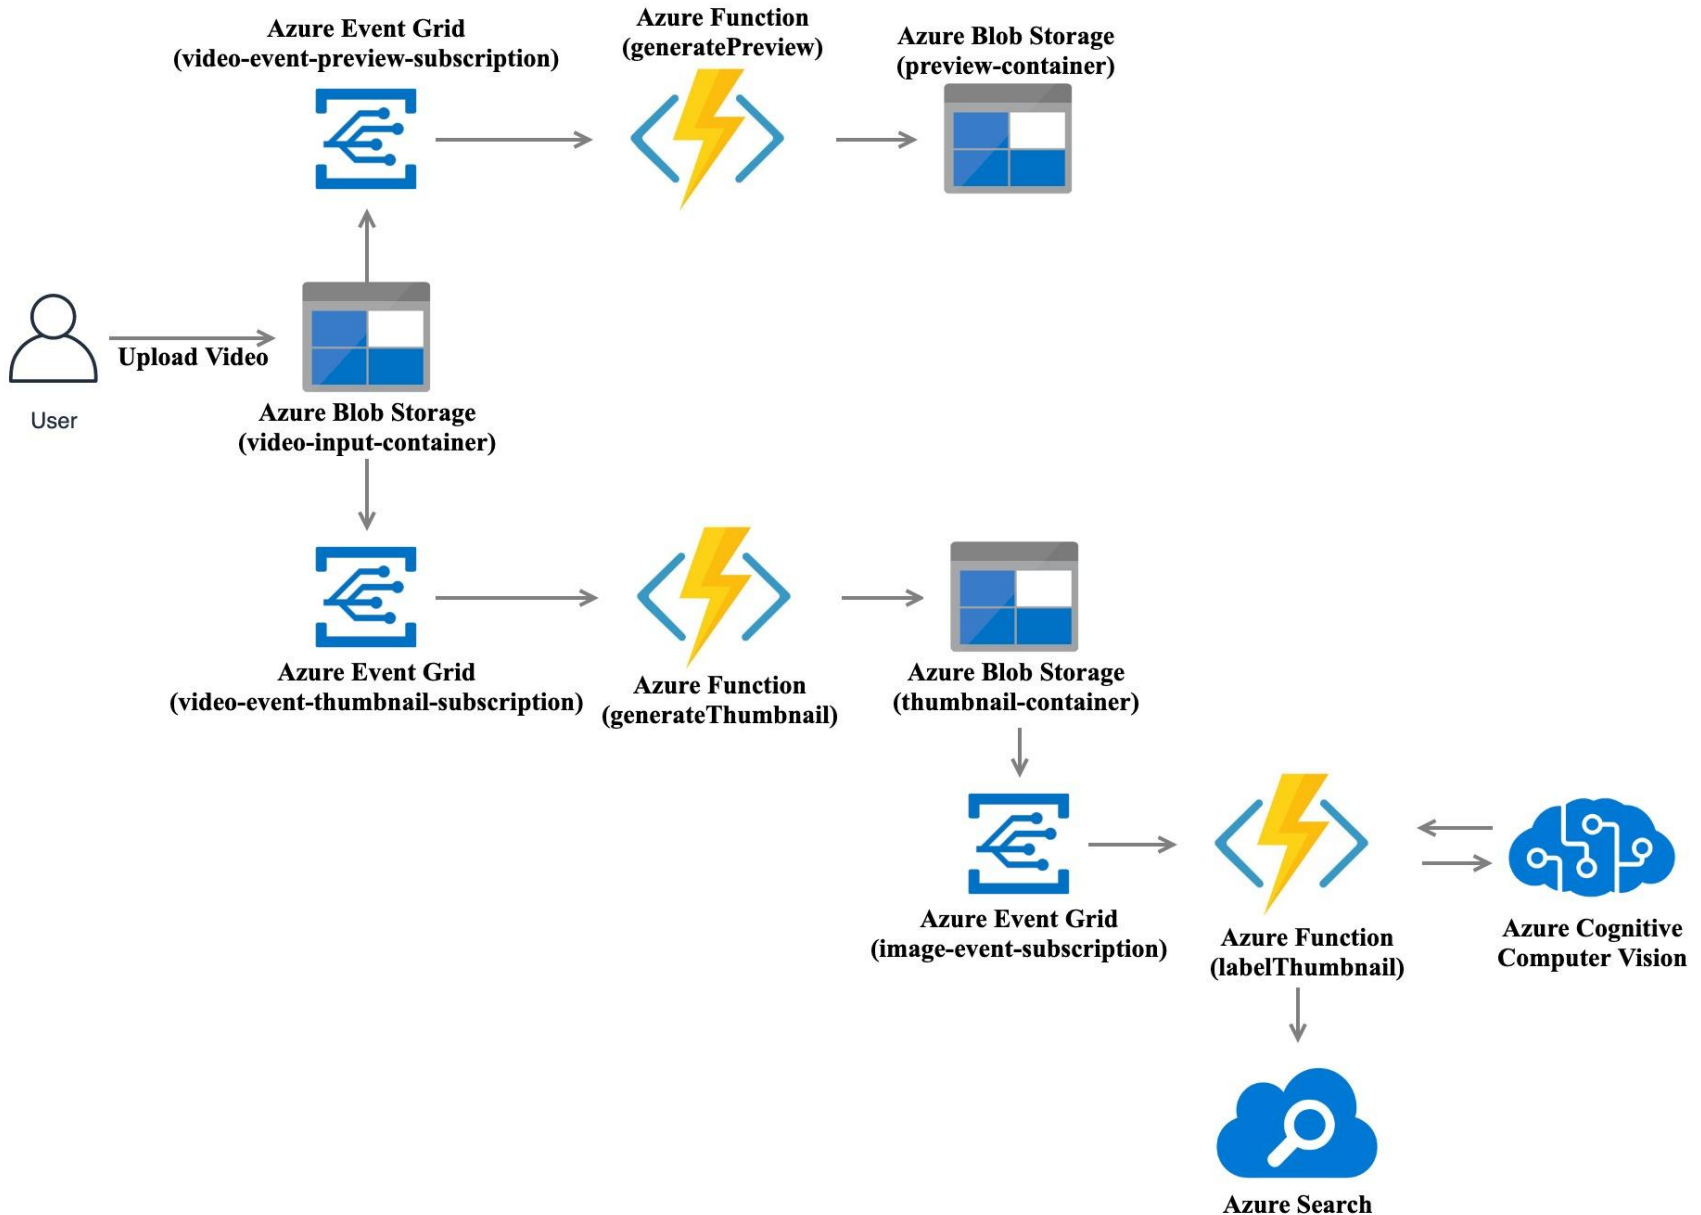 Azure Event Grid
(video-event-preview-subscription)
Azure Function
(generatePreview)
Azure Blob Storage
(preview-container)
Upload Video
User
Azure Blob Storage
(video-input-container)
Azure Event Grid
(video-event-thumbnail-subscription)
Azure Function
(generateThumbnail)
Azure Blob Storage
(thumbnail-container)
Azure Event Grid
(image-event-subscription)
Azure Function
(labelThumbnail)
Azure Cognitive
Computer Vision
Azure Search